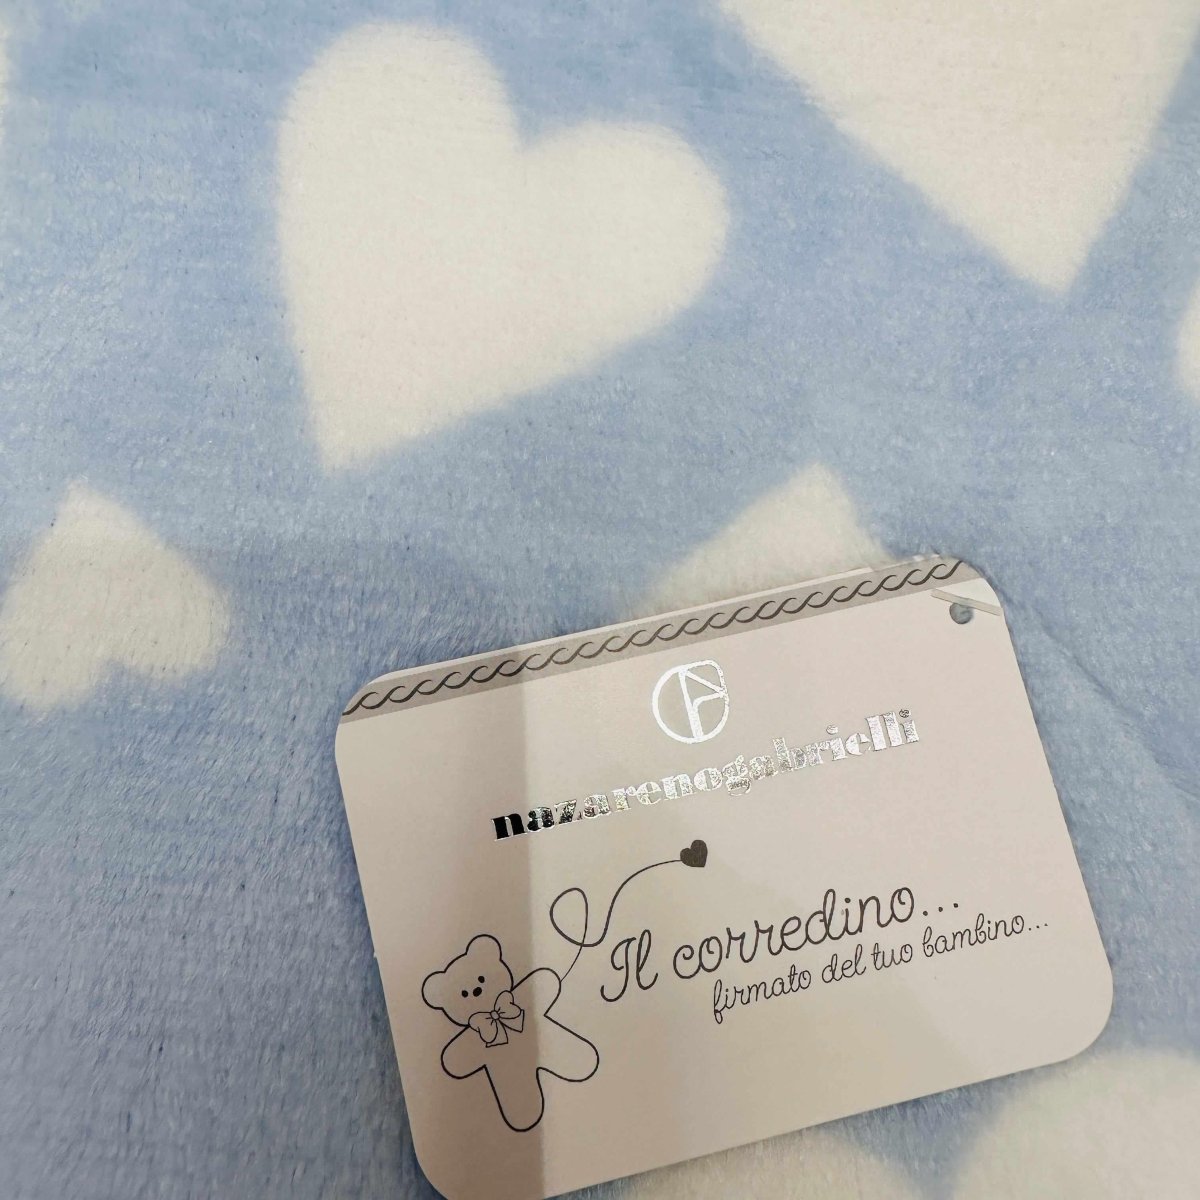 nazarenogabrielli
Il corredino...
firmato del tuo bambino...